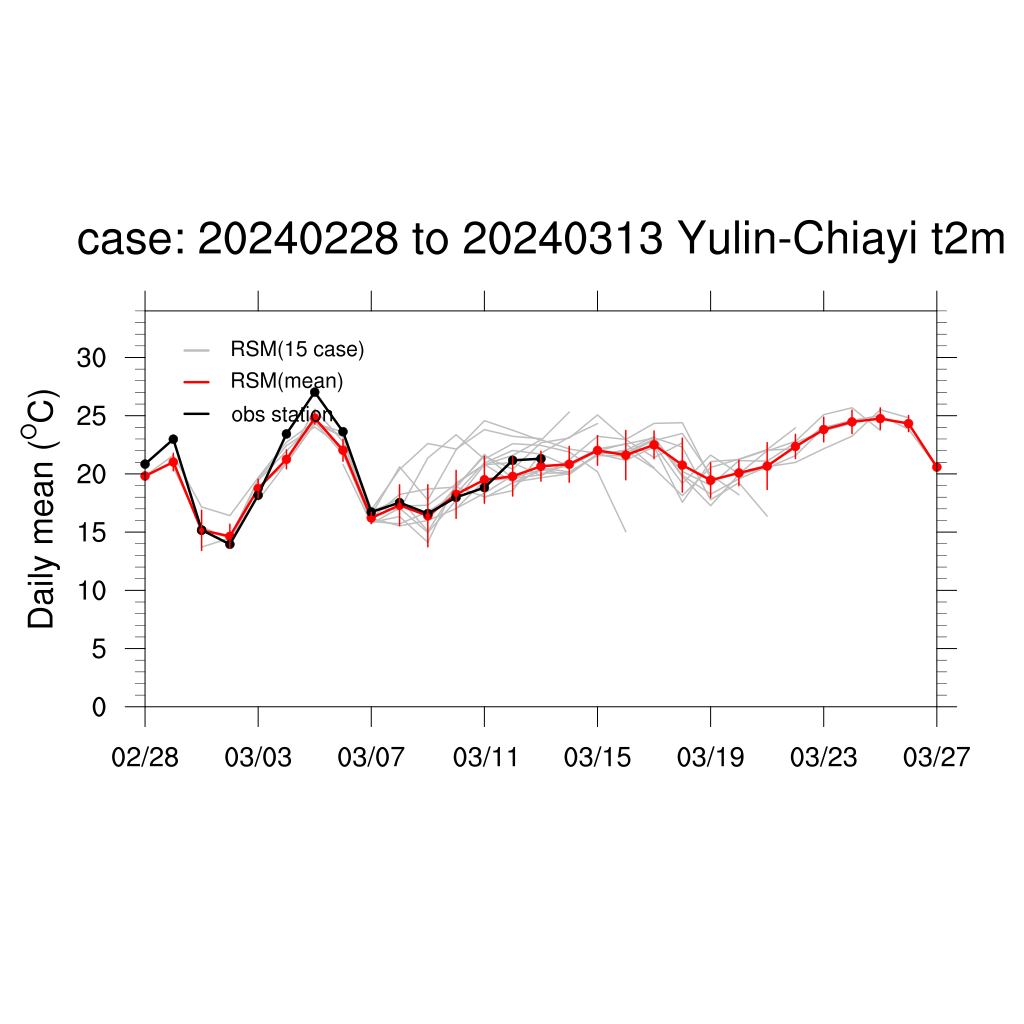 case: 20240228 to 20240313 Yulin-Chiayi t2m
Daily mean (°C)
RSM(15 case)
RSM(mean)
obs station
30
25
20
15
10
5
0
02/28 03/03 03/07 03/11 03/15 03/19 03/23 03/27